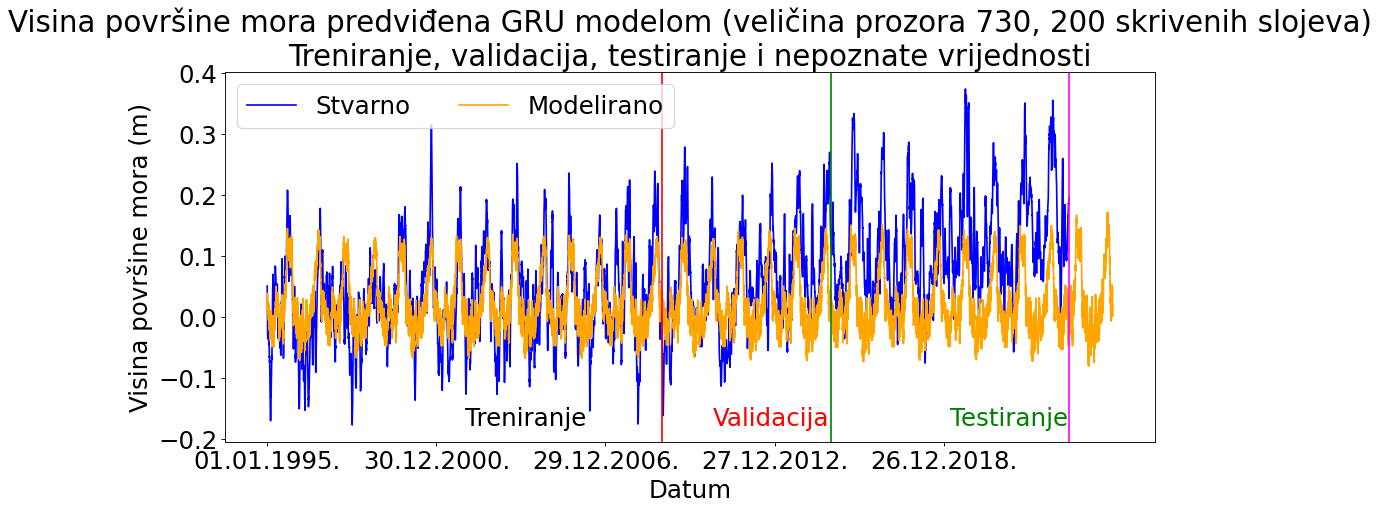 Visina površine mora predviđena GRU modelom (veličina prozora 730, 200 skrivenih slojeva)
Treniranje, validacija, testiranje i nepoznate vrijednosti
Stvarno Modelirano
Visina površine mora (m)
0.4
0.3
0.2
0.1
0.0
−0.1
−0.2
Treniranje Validacija Testiranje
01.01.1995. 30.12.2000. 29.12.2006. 27.12.2012. 26.12.2018.
Datum